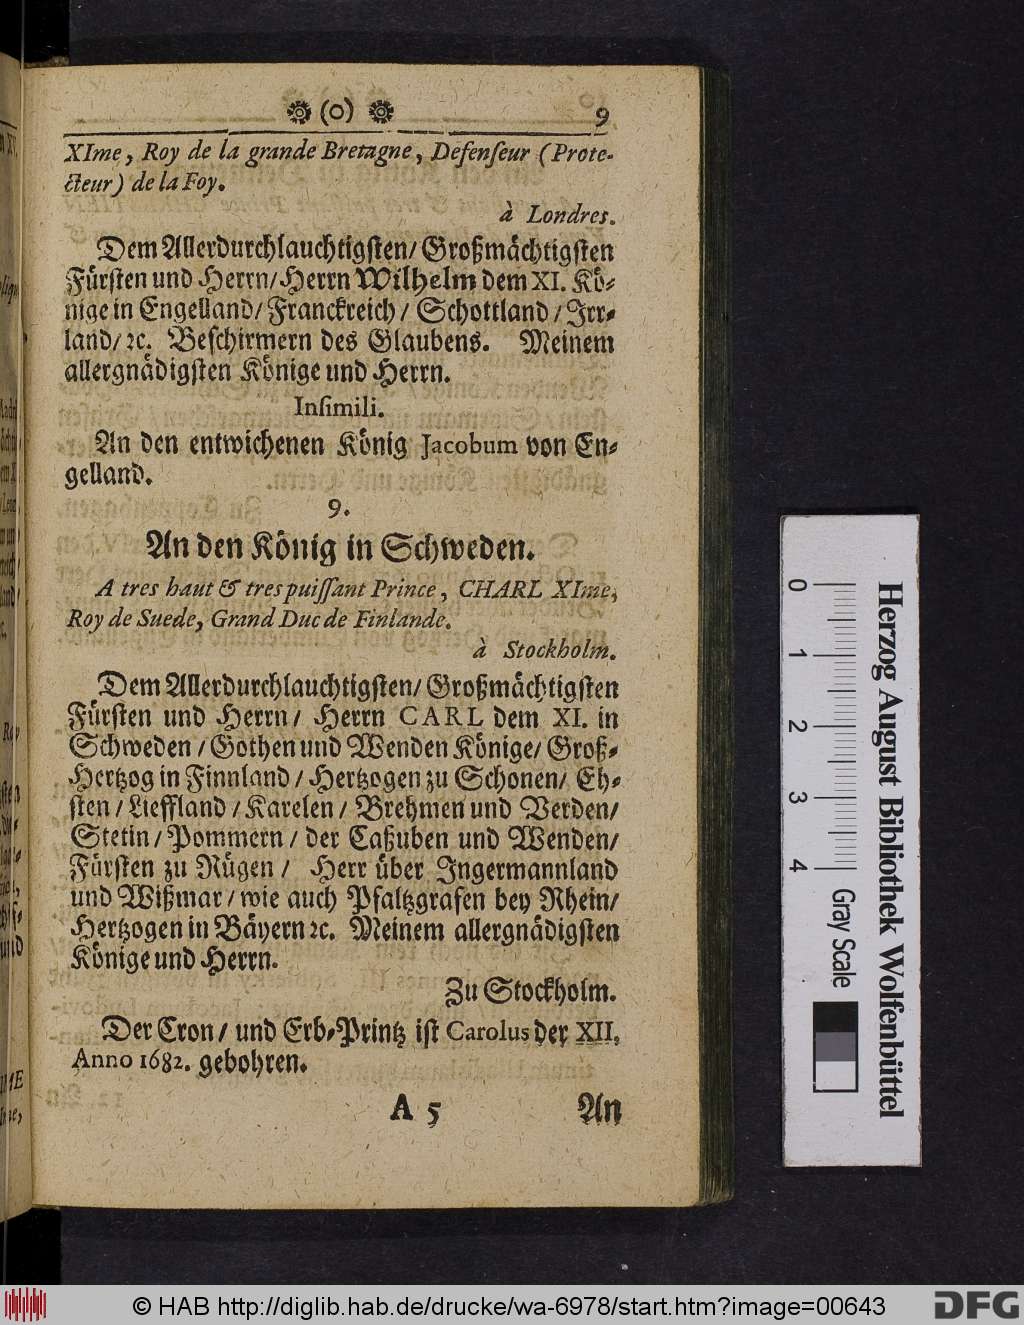 ❁ (o) ❁ 9
XIme, Roy de la grande Bretagne, Defenſeur (Prote-
cteur) de la Foy.
à Londres.
Dem Allerdurchlauchtigſten/ Großmächtigſten
Fürſten und Herrn/ Herrn Wilhelm dem XI. Kö-
nige in Engelland/ Franckreich/ Schottland/ Irr-
land/ ꝛc. Beſchirmern des Glaubens. Meinem
allergnädigſten Könige und Herrn.
Inſimili.
An den entwichenen König Jacobum von En-
gelland.
9.
An den König in Schweden.
A tres haut & tres puiſſant Prince, CHARL XIme,
Roy de Suede, Grand Duc de Finlande.
à Stockholm.
Dem Allerdurchlauchtigſten/ Großmächtigſten
Fürſten und Herrn/ Herrn CARL dem XI. in
Schweden/ Gothen und Wenden Könige/ Groß-
Hertzog in Finnland/ Hertzogen zu Schonen/ Eh-
ſten/ Lieffland/ Karelen/ Brehmen und Verden/
Stetin/ Pommern/ der Caßuben und Wenden/
Fürſten zu Rügen/ Herr über Ingermannland
und Wißmar/ wie auch Pfaltzgrafen bey Rhein/
Hertzogen in Bäyern ꝛc. Meinem allergnädigſten
Könige und Herrn.
Zu Stockholm.
Der Cron/ und Erb-Printz iſt Carolus der XII,
Anno 1682. gebohren.
A 5 An
0 1 2 3 4 Gray Scale
Herzog August Bibliothek Wolfenbüttel
© HAB http://diglib.hab.de/drucke/wa-6978/start.htm?image=00643 DFG